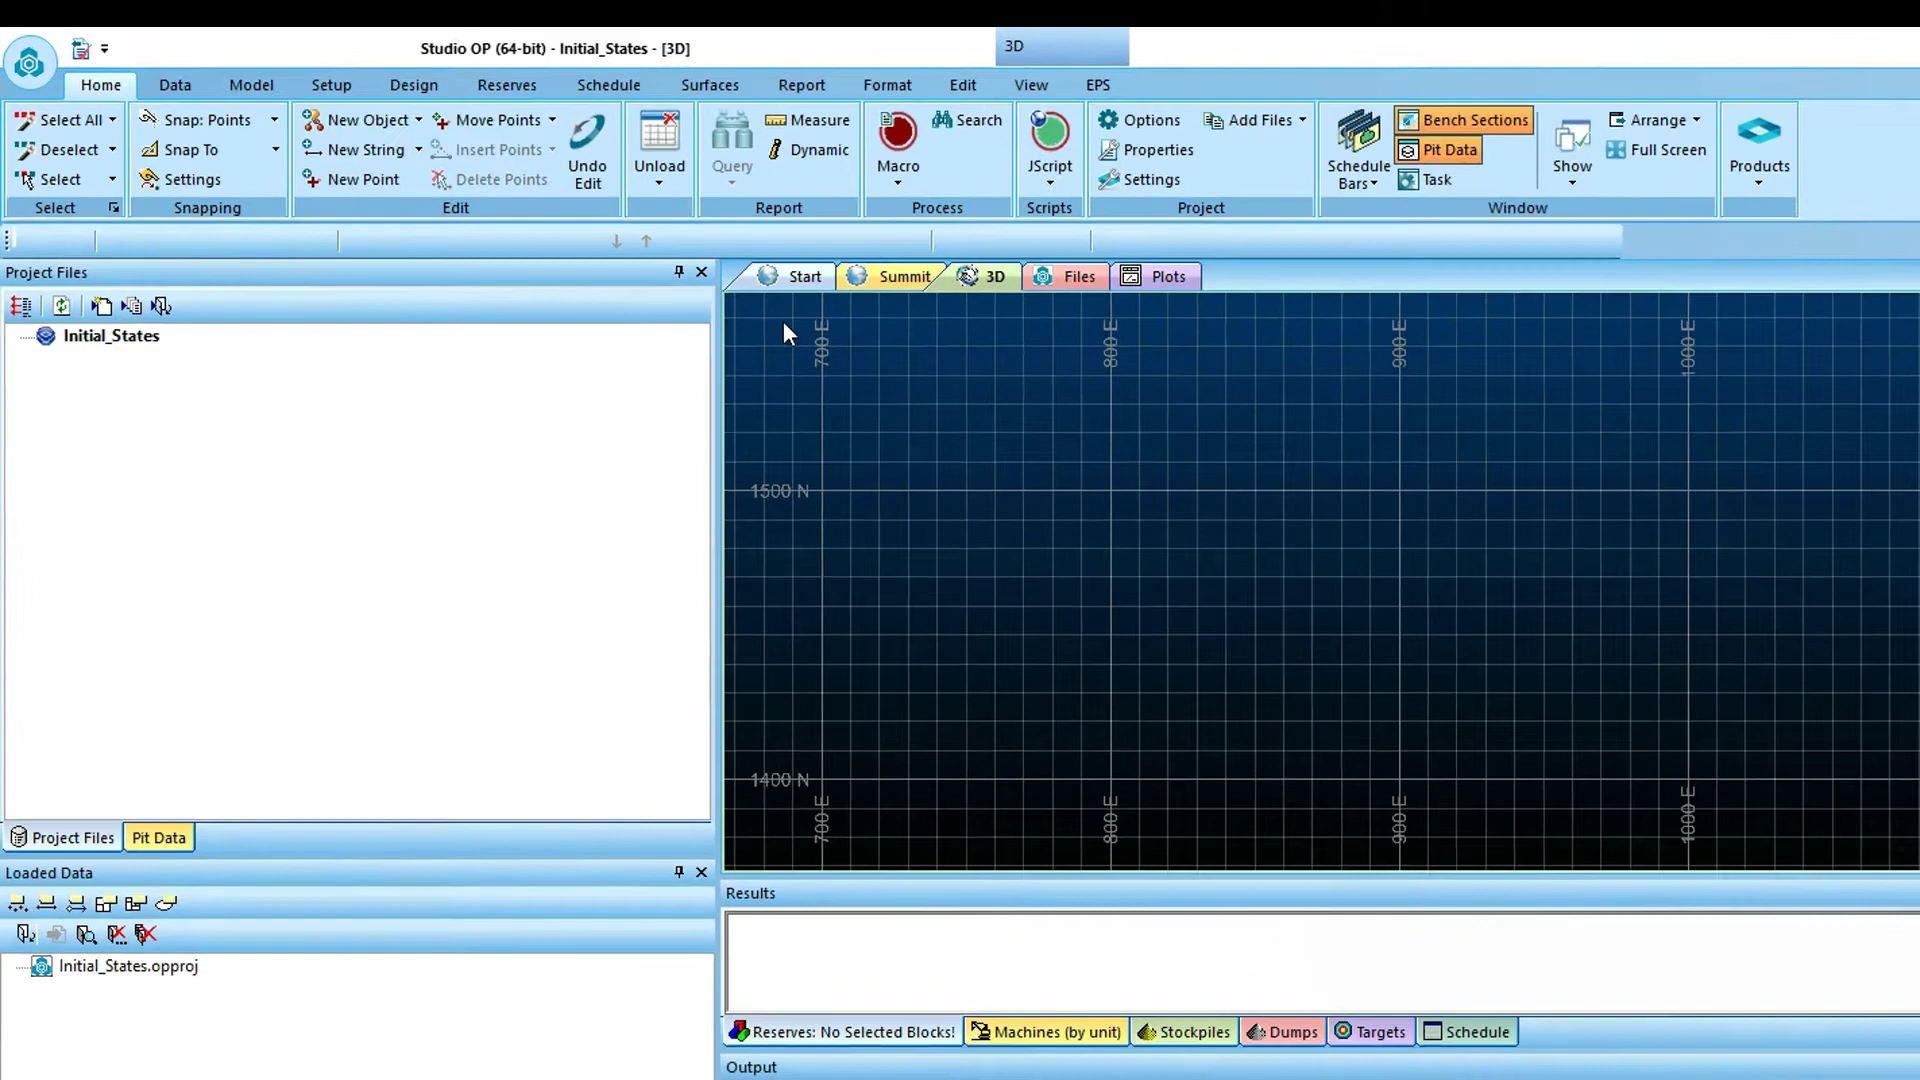 Studio OP (64-bit) - Initial_States - [3D]
3D
Home Data Model Setup Design Reserves Schedule Surfaces Report Format Edit View EPS
Select All
Deselect
Select
Select
Snap: Points
Snap To
Settings
Snapping
New Object
New String
New Point
Move Points
Insert Points
Delete Points
Undo
Edit
Edit
Unload
Query
Measure
Dynamic
Report
Macro
Search
Process
JScript
Scripts
Options
Properties
Settings
Add Files
Project
Schedule
Bars
Bench Sections
Pit Data
Task
Show
Arrange
Full Screen
Window
Products
Project Files
Initial_States
Project Files Pit Data
Loaded Data
Initial_States.opproj
Start Summit 3D Files Plots
700 E 800 E 900 E 1000 E
1500 N
1400 N
700 E 800 E 900 E 1000 E
Results
Reserves: No Selected Blocks! Machines (by unit) Stockpiles Dumps Targets Schedule
Output